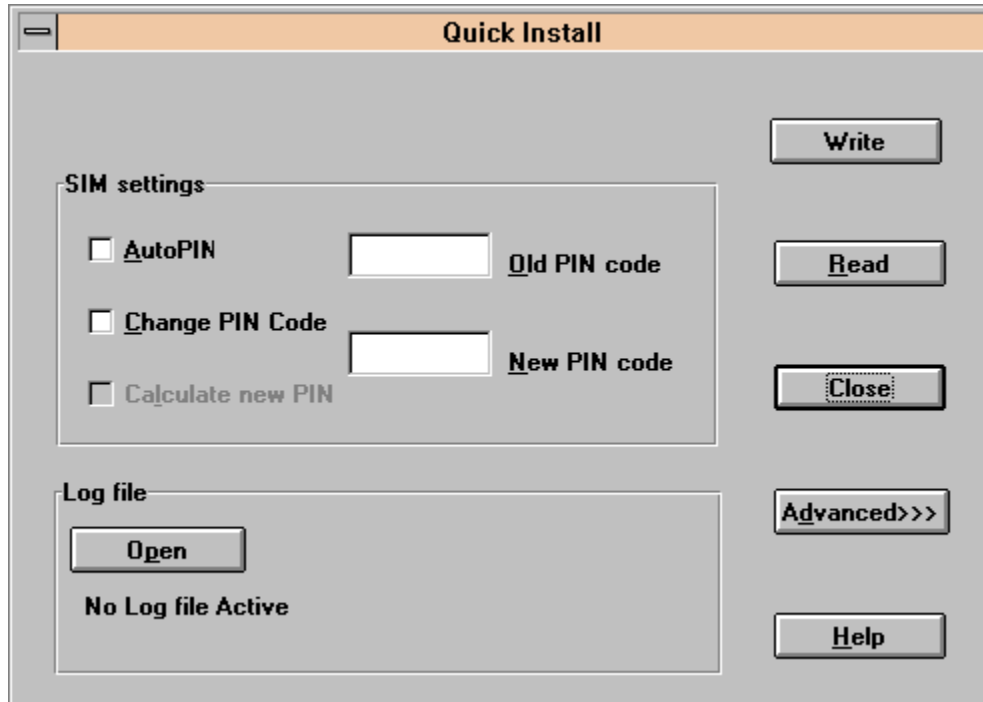 Quick Install
Write
SIM settings
AutoPIN
Old PIN code
Read
Change PIN Code
New PIN code
Calculate new PIN
Close
Log file
Open
Advanced>>>
No Log file Active
Help